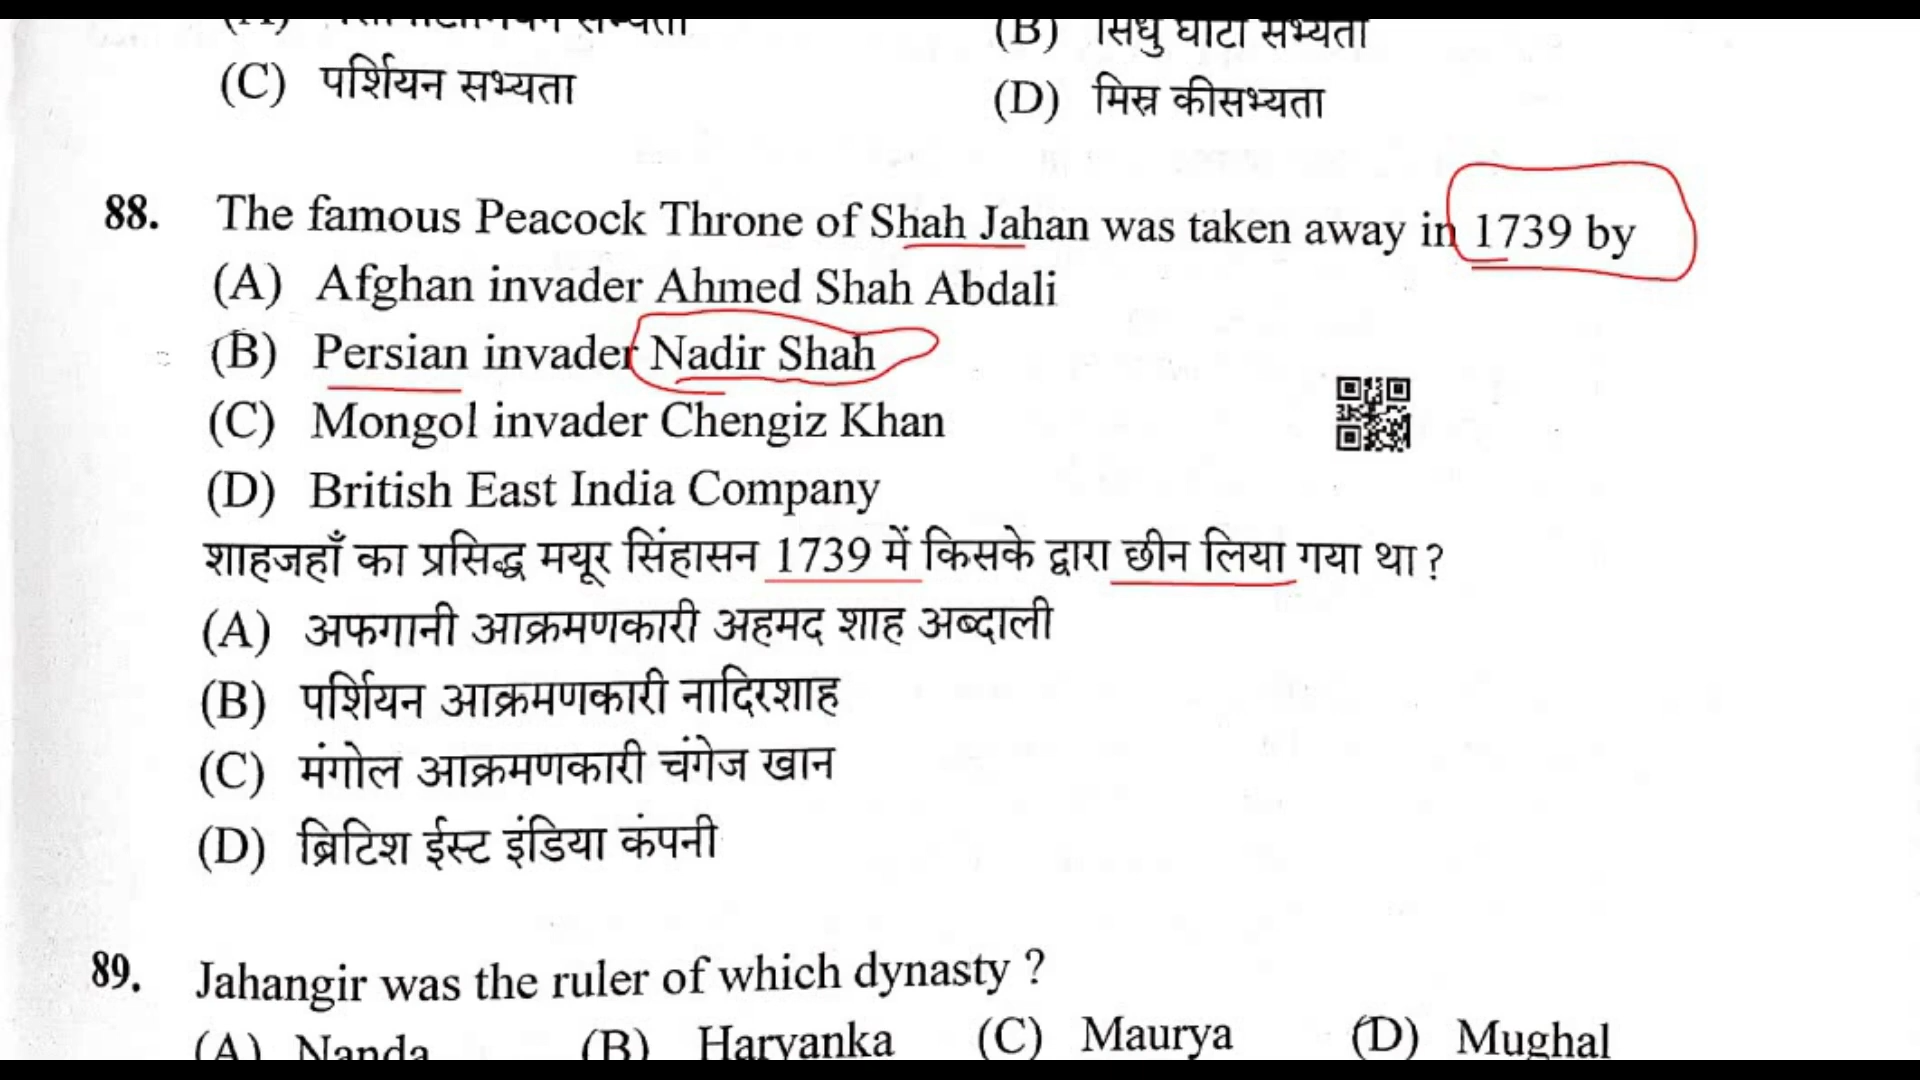 (B) सिंधु घाटी सभ्यता
(C) पर्शियन सभ्यता (D) मिस्र कीसभ्यता
88. The famous Peacock Throne of Shah Jahan was taken away in 1739 by
(A) Afghan invader Ahmed Shah Abdali
(B) Persian invader Nadir Shah
(C) Mongol invader Chengiz Khan
(D) British East India Company
शाहजहाँ का प्रसिद्ध मयूर सिंहासन 1739 में किसके द्वारा छीन लिया गया था ?
(A) अफगानी आक्रमणकारी अहमद शाह अब्दाली
(B) पर्शियन आक्रमणकारी नादिरशाह
(C) मंगोल आक्रमणकारी चंगेज खान
(D) ब्रिटिश ईस्ट इंडिया कंपनी
89. Jahangir was the ruler of which dynasty ?
(A) Nanda (B) Haryanka (C) Maurya (D) Mughal